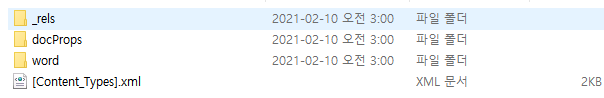 _rels 2021-02-10 오전 3:00 파일 폴더
docProps 2021-02-10 오전 3:00 파일 폴더
word 2021-02-10 오전 3:00 파일 폴더
[Content_Types].xml XML 문서 2KB